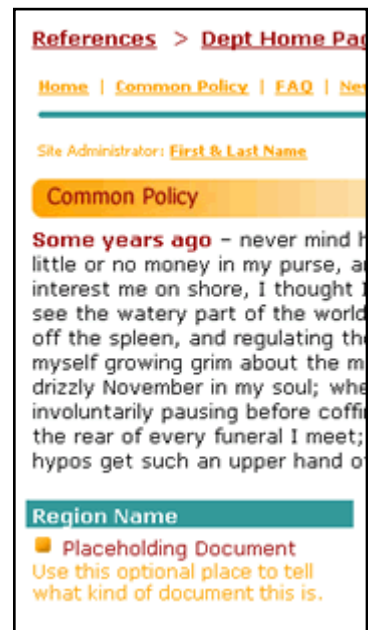 References > Dept Home Pag
Home | Common Policy | FAQ | Ne
Site Administrator: First & Last Name
Common Policy
Some years ago – never mind h
little or no money in my purse, a
interest me on shore, I thought I
see the watery part of the world
off the spleen, and regulating the
myself growing grim about the m
drizzly November in my soul; whe
involuntarily pausing before coffi
the rear of every funeral I meet;
hypos get such an upper hand o
Region Name
Placeholding Document
Use this optional place to tell
what kind of document this is.